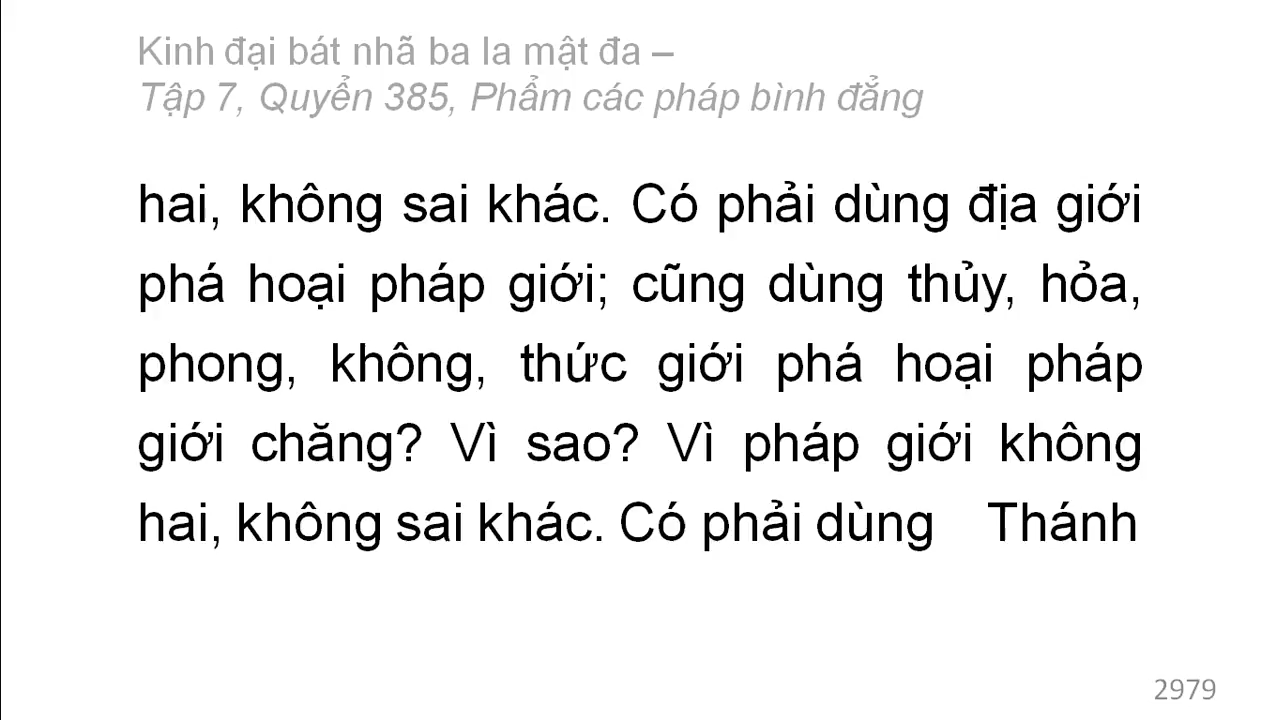 Kinh đại bát nhã ba la mật đa –
Tập 7, Quyển 385, Phẩm các pháp bình đẳng
hai, không sai khác. Có phải dùng địa giới
phá hoại pháp giới; cũng dùng thủy, hỏa,
phong, không, thức giới phá hoại pháp
giới chăng? Vì sao? Vì pháp giới không
hai, không sai khác. Có phải dùng Thánh
2979